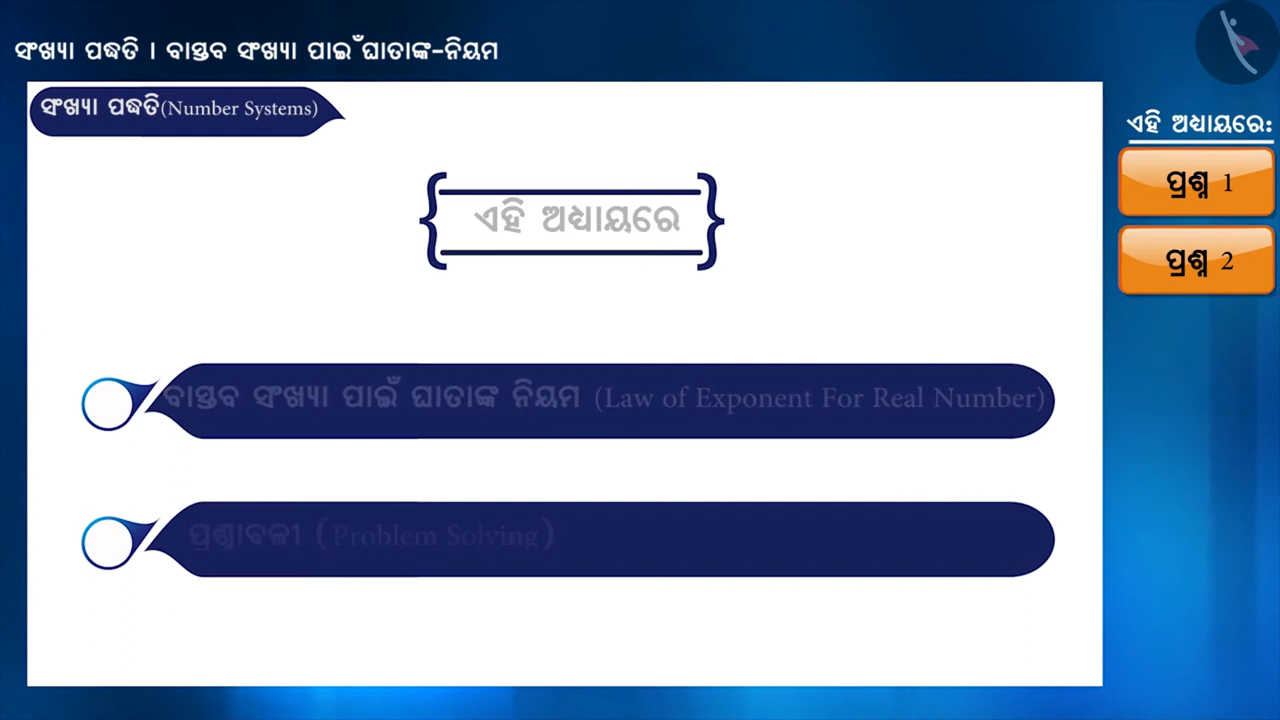 ସଂଖ୍ୟା ପଦ୍ଧତି । ବାସ୍ତବ ସଂଖ୍ୟା ପାଇଁ ଘାତାଙ୍କ-ନିୟମ
ସଂଖ୍ୟା ପଦ୍ଧତି(Number Systems)
ଏହି ଅଧ୍ୟାୟରେ
ବାସ୍ତବ ସଂଖ୍ୟା ପାଇଁ ଘାତାଙ୍କ ନିୟମ (Law of Exponent For Real Number)
ପ୍ରଶ୍ନାବଳୀ (Problem Solving)
ଏହି ଅଧ୍ୟାୟରେ:
ପ୍ରଶ୍ନ 1
ପ୍ରଶ୍ନ 2